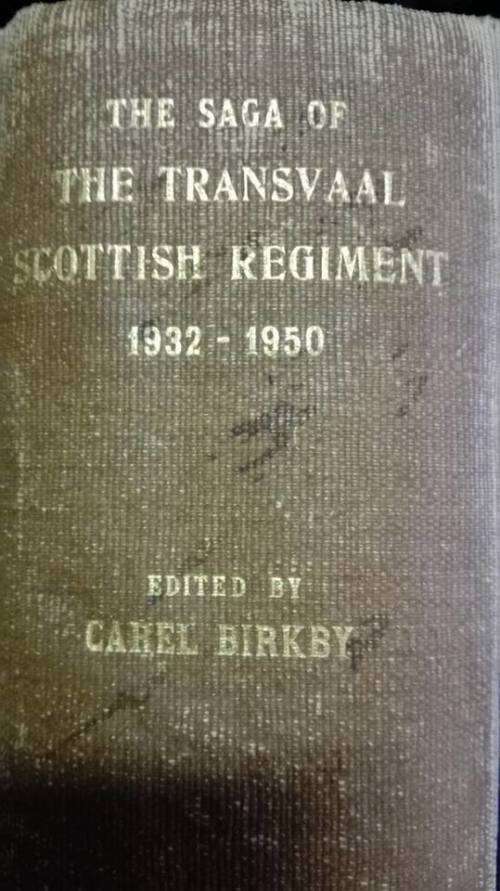 THE SAGA OF
THE TRANSVAAL
SCOTTISH REGIMENT
1932 - 1950
EDITED BY
CAREL BIRKBY